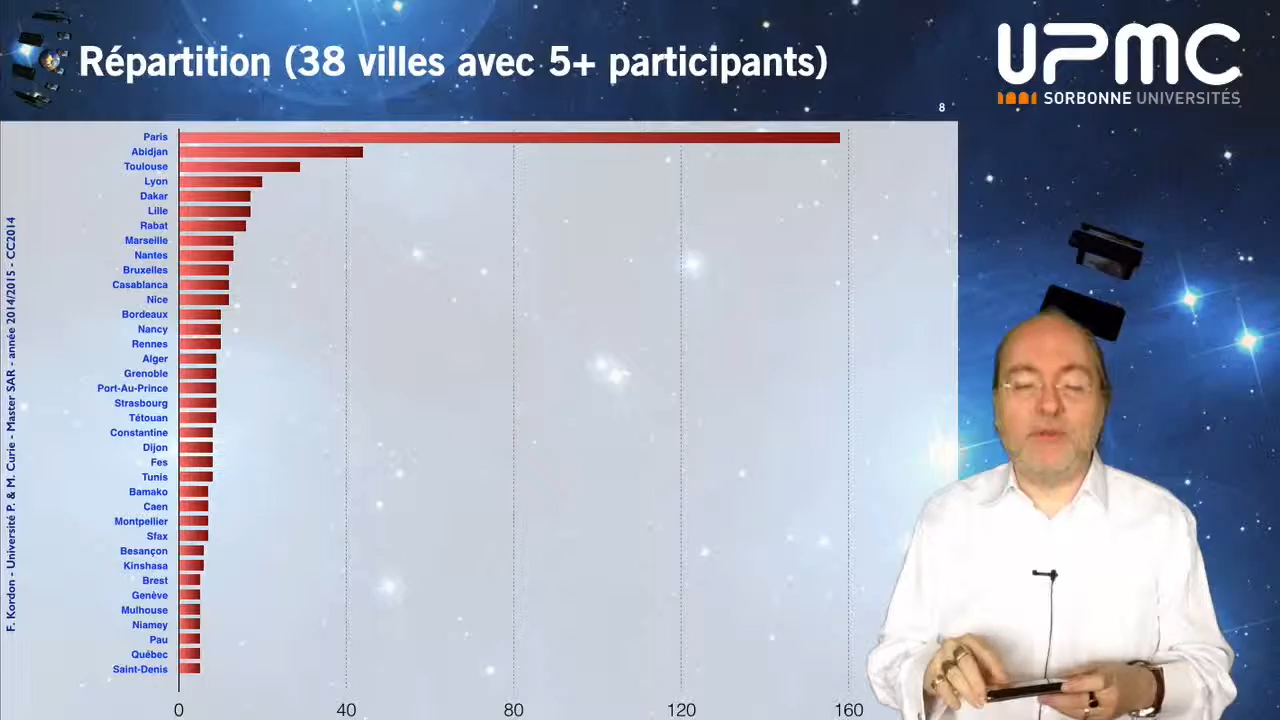 Répartition (38 villes avec 5+ participants)
UPMC
SORBONNE UNIVERSITÉS
8
F. Kordon - Université P. & M. Curie - Master SAR - année 2014/2015 - CC2014
Paris
Abidjan
Toulouse
Lyon
Dakar
Lille
Rabat
Marseille
Nantes
Bruxelles
Casablanca
Nice
Bordeaux
Nancy
Rennes
Alger
Grenoble
Port-Au-Prince
Strasbourg
Tétouan
Constantine
Dijon
Fes
Tunis
Bamako
Caen
Montpellier
Sfax
Besançon
Kinshasa
Brest
Genève
Mulhouse
Niamey
Pau
Québec
Saint-Denis
0 40 80 120 160